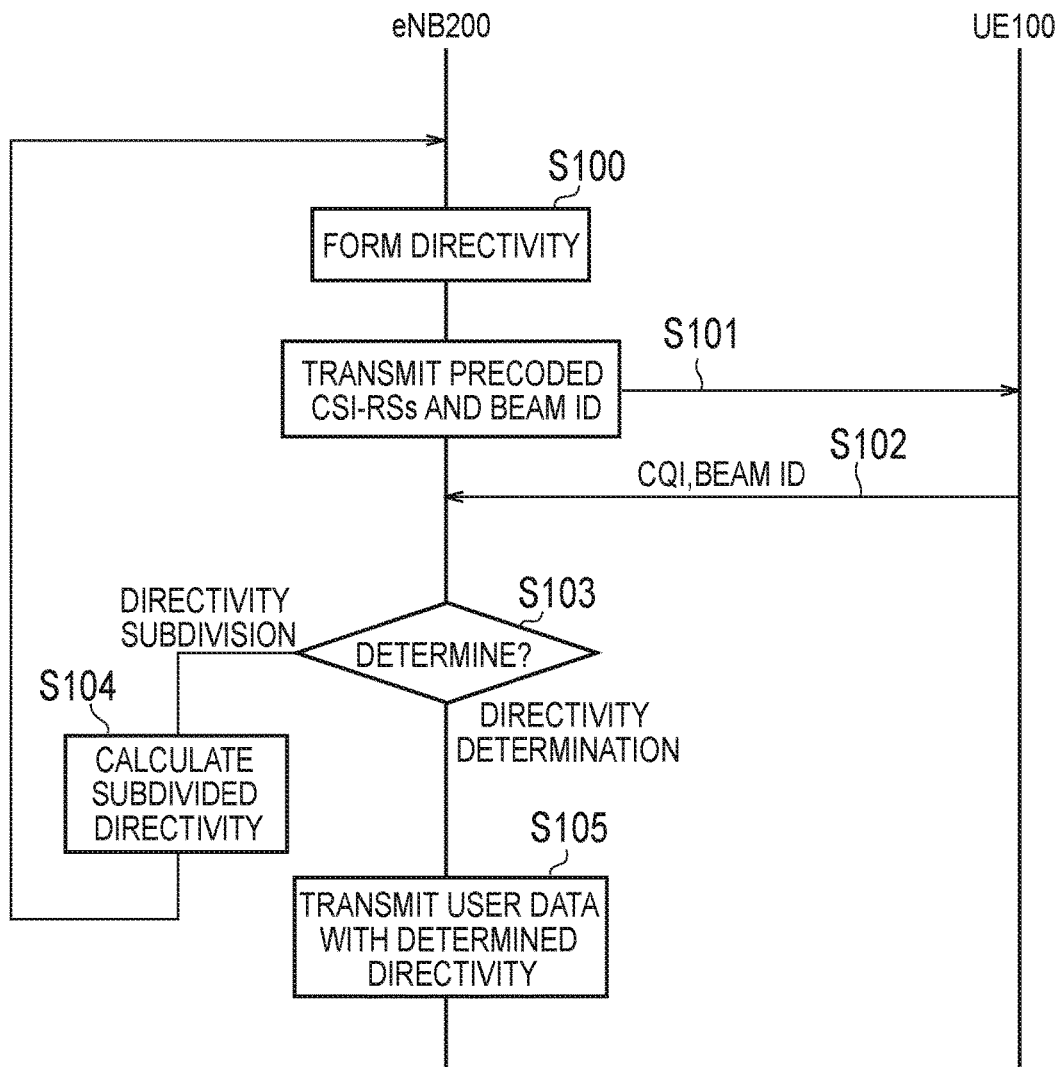 eNB200
UE100
S100
FORM DIRECTIVITY
S101
TRANSMIT PRECODED
CSI-RSs AND BEAM ID
S102
CQI,BEAM ID
S103
DIRECTIVITY
SUBDIVISION
DETERMINE?
S104
DIRECTIVITY
DETERMINATION
CALCULATE
SUBDIVIDED
DIRECTIVITY
S105
TRANSMIT USER DATA
WITH DETERMINED
DIRECTIVITY